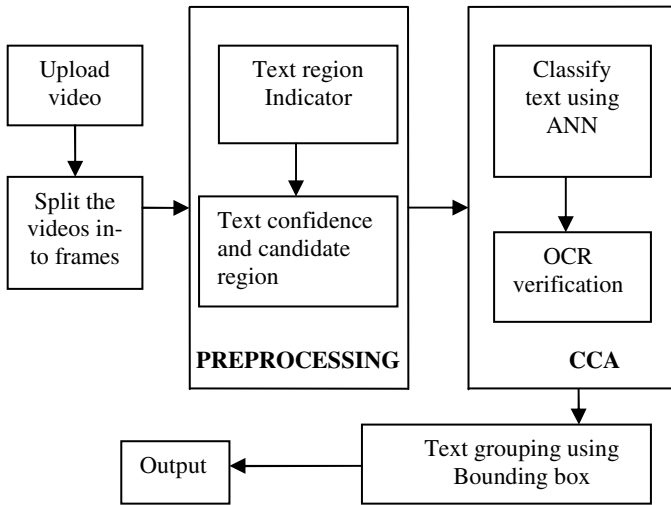 Upload
video
Split the
videos in-
to frames
Text region
Indicator
Text confidence
and candidate
region
PREPROCESSING
Classify
text using
ANN
OCR
verification
CCA
Text grouping using
Bounding box
Output